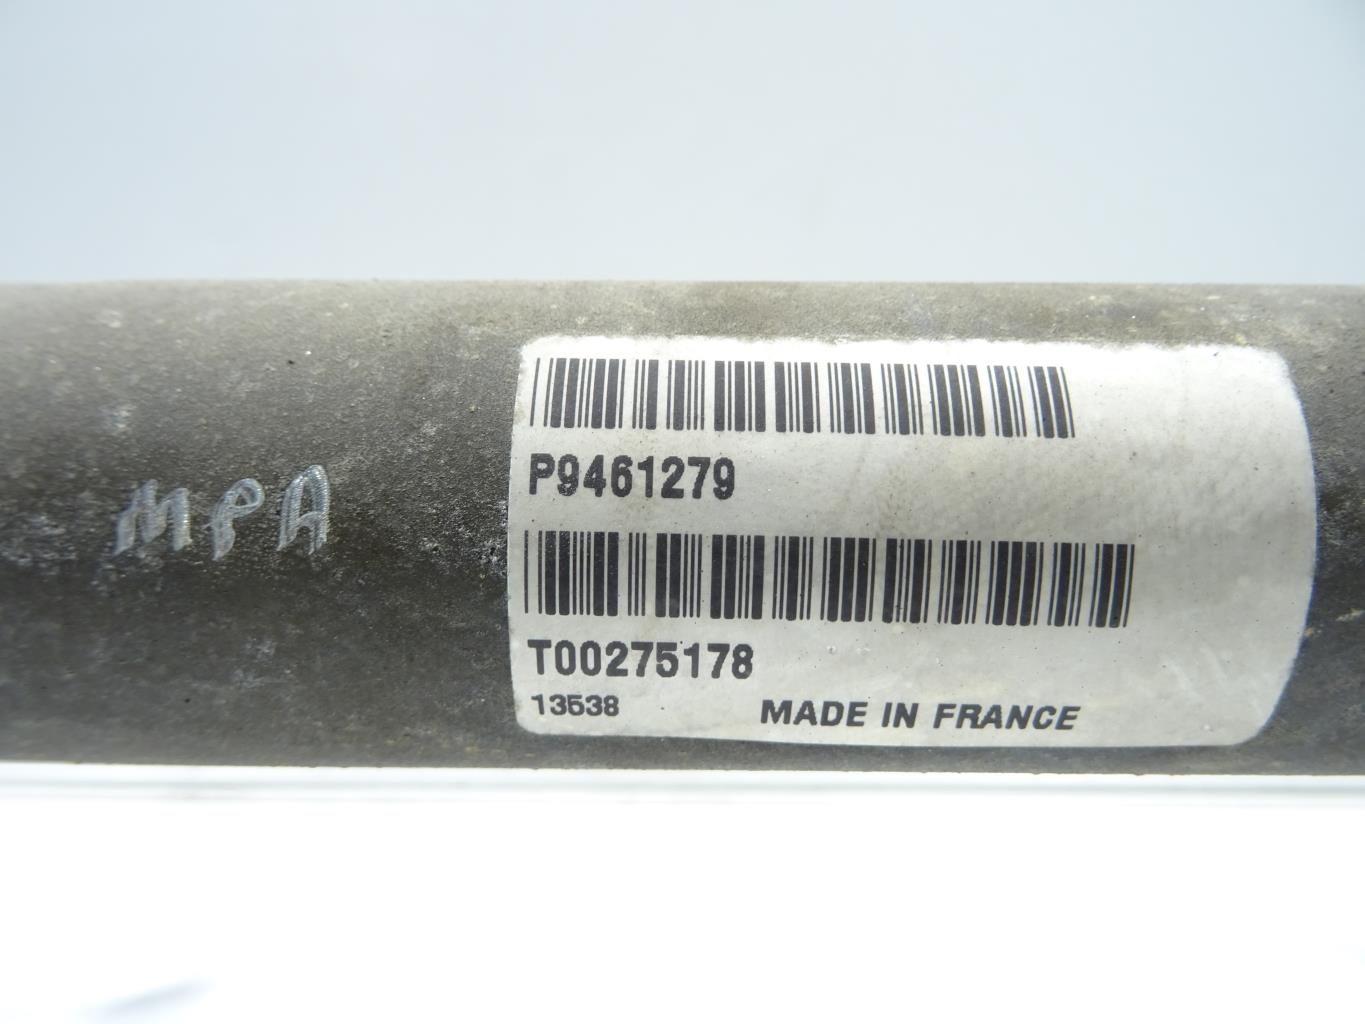 MPA
P9461279
T00275178
13538 MADE IN FRANCE